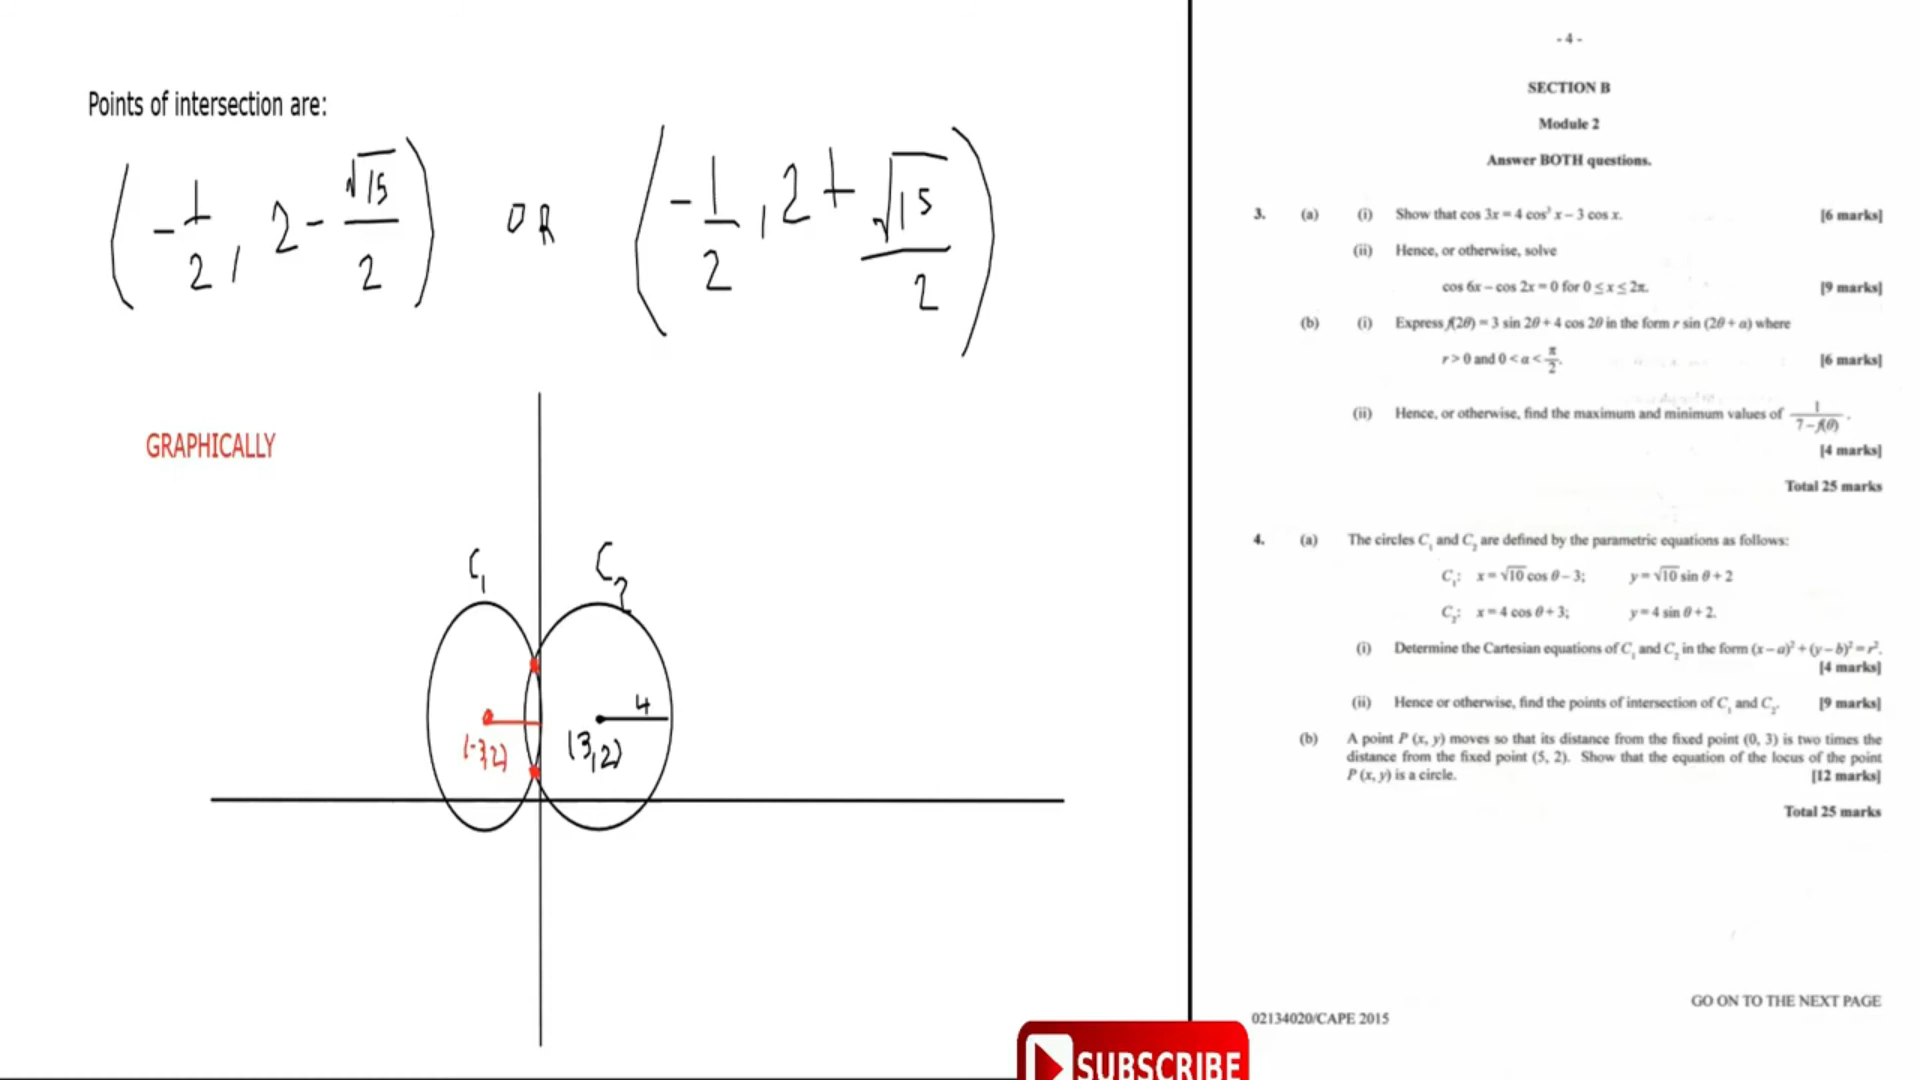 Points of intersection are:
(-1/2, 2 - √15/2) OR (-1/2, 2 + √15/2)
GRAPHICALLY
C₁ C₂
4
(-3,2) (3,2)
SUBSCRIBE
- 4 -
SECTION B
Module 2
Answer BOTH questions.
3. (a) (i) Show that cos 3x = 4 cos³ x – 3 cos x. [6 marks]
(ii) Hence, or otherwise, solve
cos 6x – cos 2x = 0 for 0 ≤ x ≤ 2π. [9 marks]
(b) (i) Express f(2θ) = 3 sin 2θ + 4 cos 2θ in the form r sin (2θ + α) where
r > 0 and 0 < α < π/2. [6 marks]
(ii) Hence, or otherwise, find the maximum and minimum values of 1/(7 – f(θ)).
[4 marks]
Total 25 marks
4. (a) The circles C₁ and C₂ are defined by the parametric equations as follows:
C₁: x = √10 cos θ – 3; y = √10 sin θ + 2
C₂: x = 4 cos θ + 3; y = 4 sin θ + 2.
(i) Determine the Cartesian equations of C₁ and C₂ in the form (x – a)² + (y – b)² = r².
[4 marks]
(ii) Hence or otherwise, find the points of intersection of C₁ and C₂. [9 marks]
(b) A point P (x, y) moves so that its distance from the fixed point (0, 3) is two times the
distance from the fixed point (5, 2). Show that the equation of the locus of the point
P (x, y) is a circle. [12 marks]
Total 25 marks
GO ON TO THE NEXT PAGE
02134020/CAPE 2015